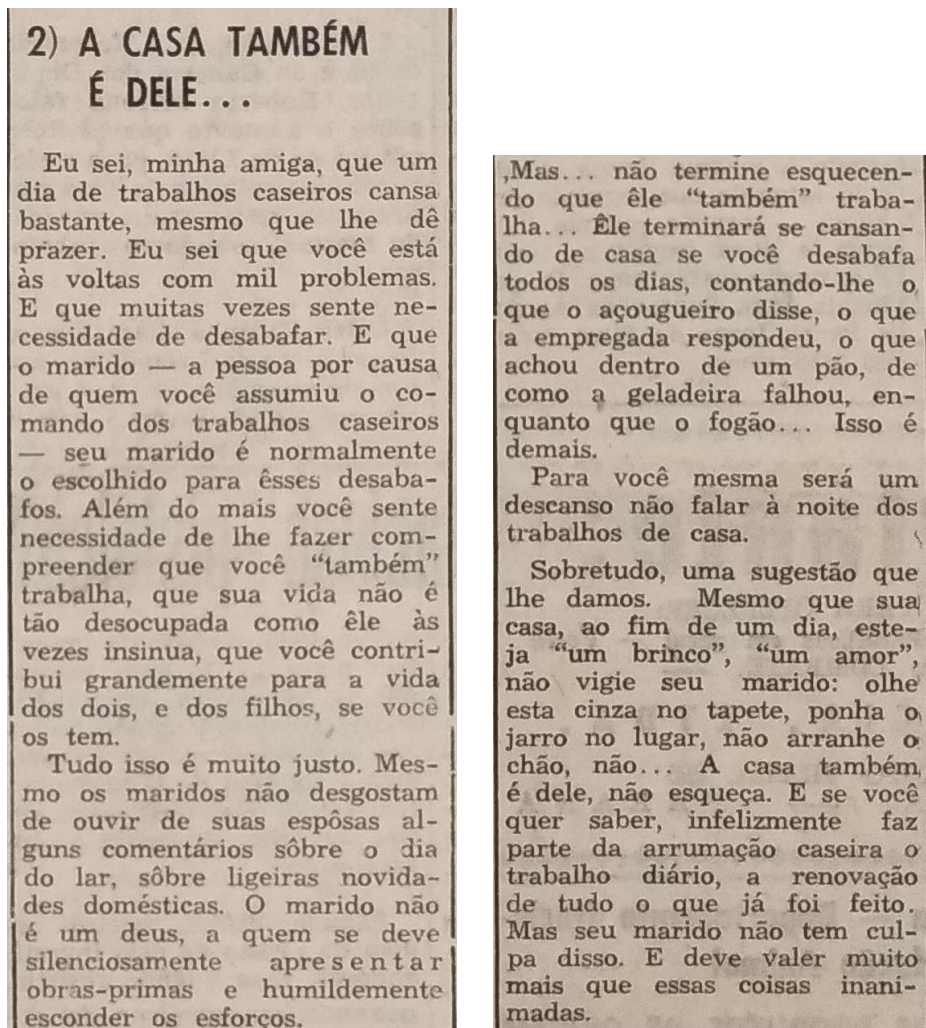 2) A CASA TAMBÉM
É DELE...
Eu sei, minha amiga, que um
dia de trabalhos caseiros cansa
bastante, mesmo que lhe dê
prazer. Eu sei que você está
às voltas com mil problemas.
E que muitas vezes sente ne-
cessidade de desabafar. E que
o marido — a pessoa por causa
de quem você assumiu o co-
mando dos trabalhos caseiros
— seu marido é normalmente
o escolhido para êsses desaba-
fos. Além do mais você sente
necessidade de lhe fazer com-
preender que você "também"
trabalha, que sua vida não é
tão desocupada como êle às
vezes insinua, que você contri-
bui grandemente para a vida
dos dois, e dos filhos, se você
os tem.
Tudo isso é muito justo. Mes-
mo os maridos não desgostam
de ouvir de suas espôsas al-
guns comentários sôbre o dia
do lar, sôbre ligeiras novida-
des domésticas. O marido não
é um deus, a quem se deve
silenciosamente apresentar
obras-primas e humildemente
esconder os esforços.
,Mas... não termine esquecen-
do que êle "também" traba-
lha... Êle terminará se cansan-
do de casa se você desabafa
todos os dias, contando-lhe o
que o açougueiro disse, o que
a empregada respondeu, o que
achou dentro de um pão, de
como a geladeira falhou, en-
quanto que o fogão... Isso é
demais.
Para você mesma será um
descanso não falar à noite dos
trabalhos de casa.
Sobretudo, uma sugestão que
lhe damos. Mesmo que sua
casa, ao fim de um dia, este-
ja "um brinco", "um amor",
não vigie seu marido: olhe
esta cinza no tapete, ponha o
jarro no lugar, não arranhe o
chão, não... A casa também
é dele, não esqueça. E se você
quer saber, infelizmente faz
parte da arrumação caseira o
trabalho diário, a renovação
de tudo o que já foi feito.
Mas seu marido não tem cul-
pa disso. E deve valer muito
mais que essas coisas inani-
madas.